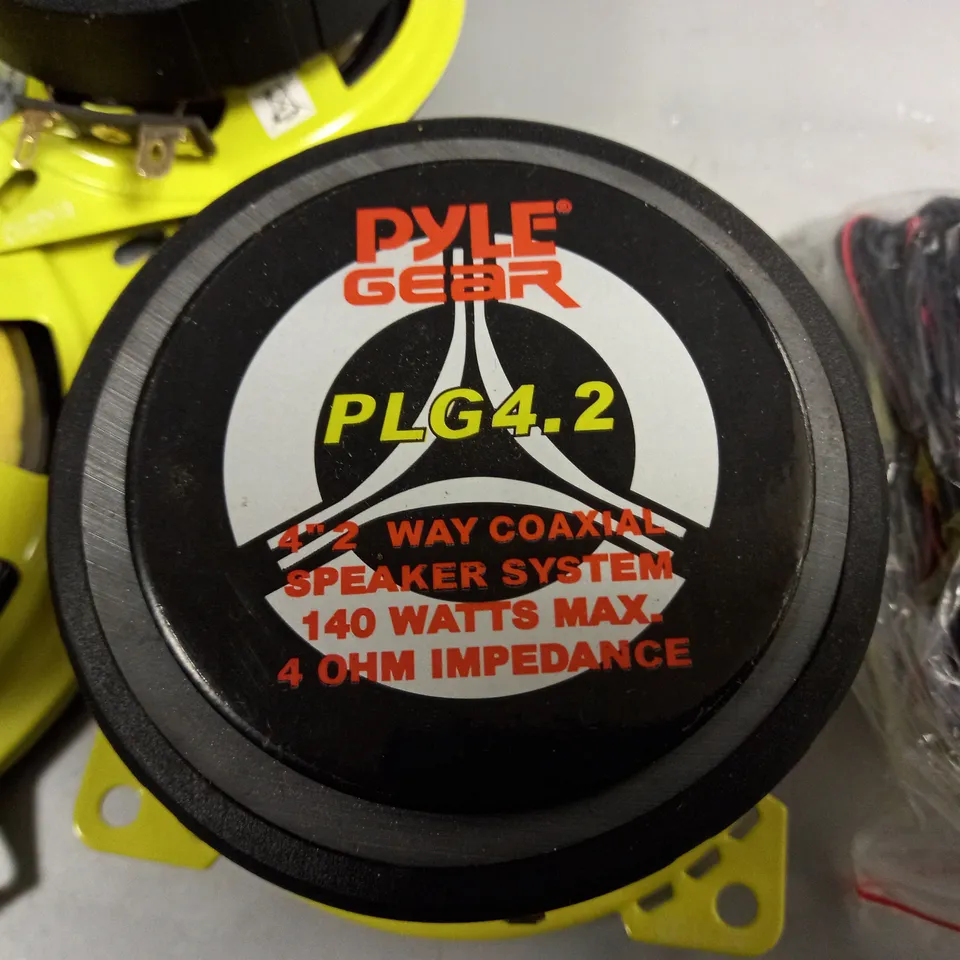 PYLE®
GEAR
PLG4.2
4" 2 WAY COAXIAL
SPEAKER SYSTEM
140 WATTS MAX.
4 OHM IMPEDANCE